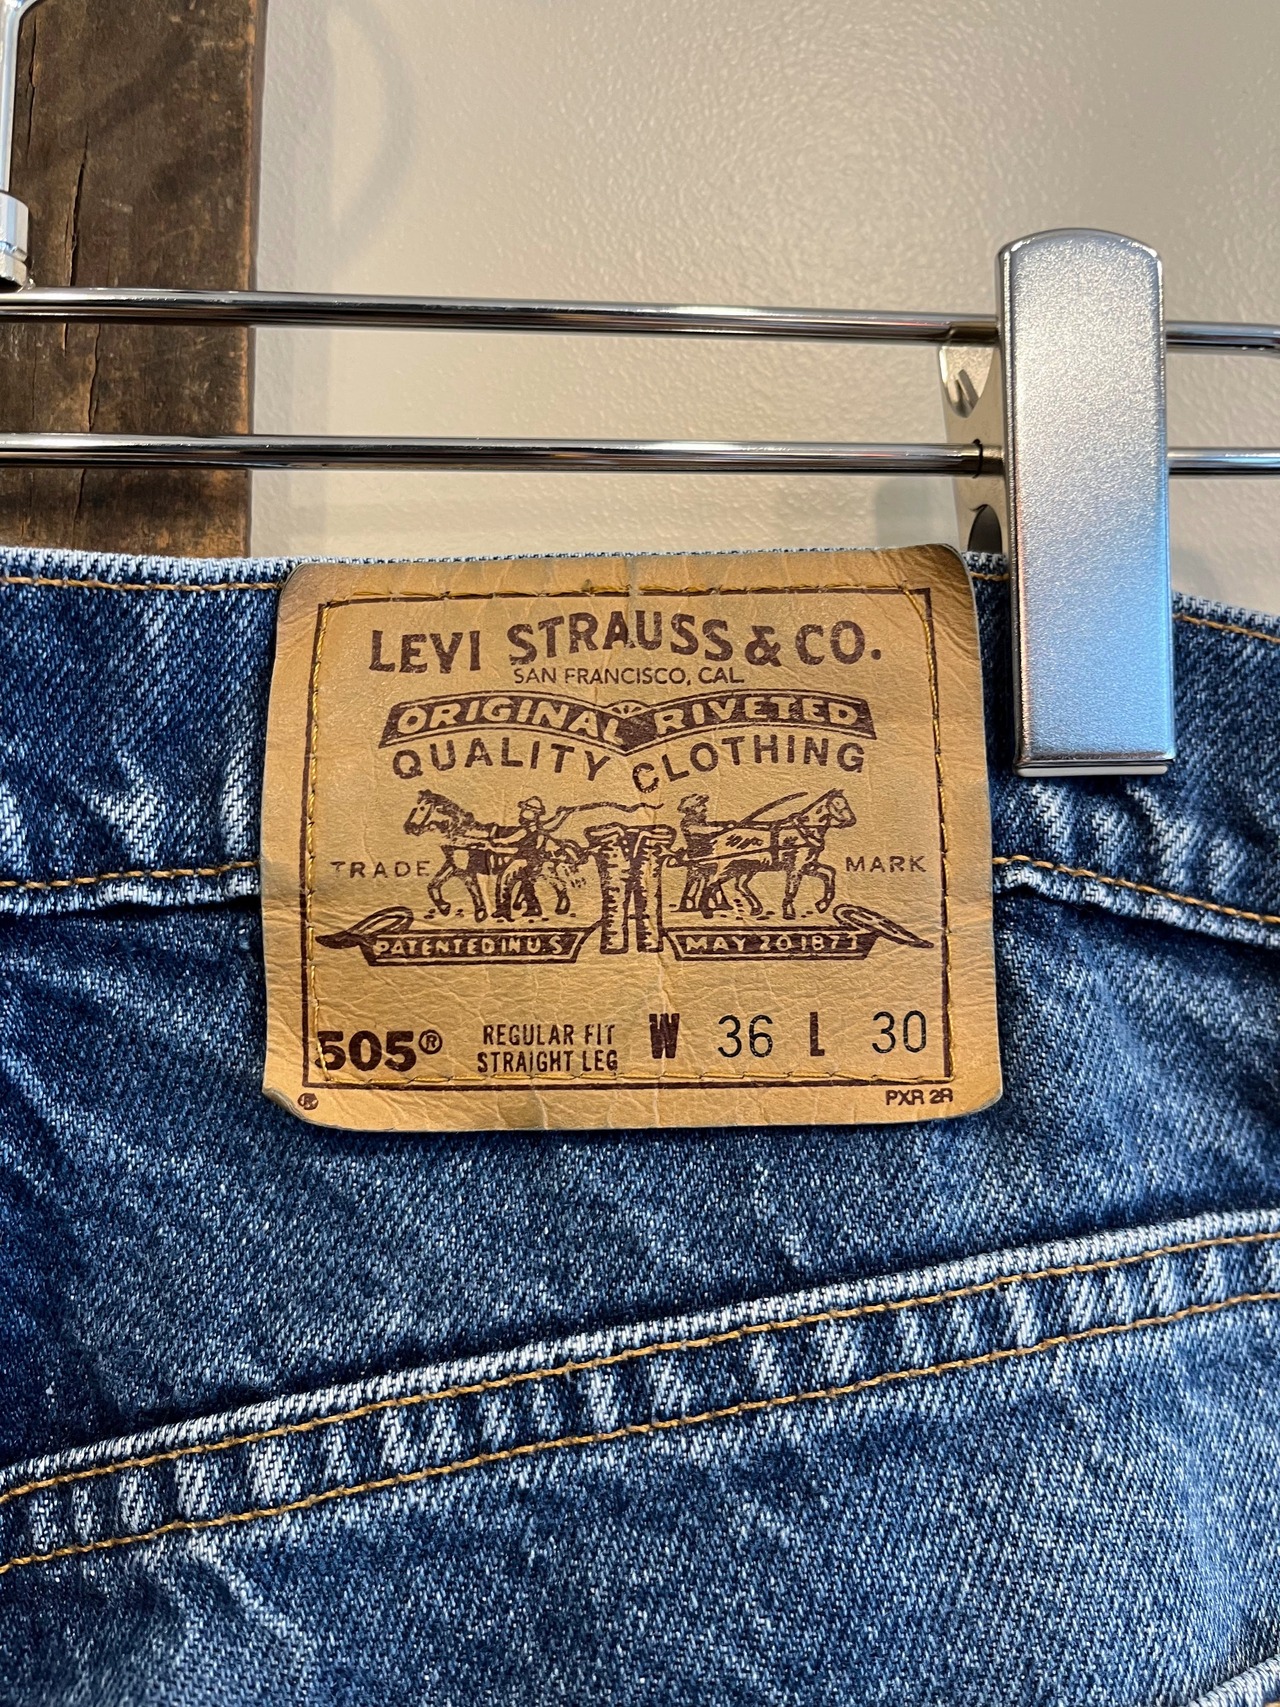 LEVI STRAUSS & CO.
SAN FRANCISCO, CAL.
ORIGINAL RIVETED
QUALITY CLOTHING
TRADE MARK
PATENTED IN U.S MAY 20 1873
505® REGULAR FIT STRAIGHT LEG W 36 L 30
® PXR 2R